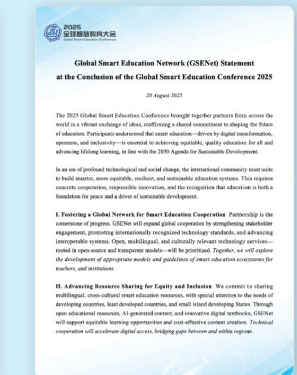 2025
全球智慧教育大会
Global Smart Education Conference
Global Smart Education Network (GSENet) Statement
at the Conclusion of the Global Smart Education Conference 2025
20 August 2025
The 2025 Global Smart Education Conference brought together partners from across
the world in a vibrant exchange of ideas, reaffirming a shared commitment to shaping the future
of education. Participants underscored that smart education—driven by digital transformation,
openness, and inclusivity—is essential to achieving equitable, quality education for all and
advancing lifelong learning, in line with the 2030 Agenda for Sustainable Development.
In an era of profound technological and social change, the international community must unite
to build smarter, more equitable, resilient, and sustainable education systems. This requires
concrete cooperation, responsible innovation, and the recognition that education is both a
foundation for peace and a driver of sustainable development.
I. Fostering a Global Network for Smart Education Cooperation Partnership is the
cornerstone of progress. GSENet will expand global cooperation by strengthening stakeholder
engagement, promoting internationally recognized technology standards, and advancing
interoperable systems. Open, multilingual, and culturally relevant technology services—
rooted in open-source and transparent models—will be prioritized. Together, we will explore
the development of appropriate models and guidelines of smart education ecosystems for
teachers, and institutions.
II. Advancing Resource Sharing for Equity and Inclusion We commit to sharing
multilingual, cross-cultural smart education resources, with special attention to the needs of
developing countries, least developed countries, and small island developing States. Through
open educational resources, AI-generated content, and innovative digital textbooks, GSENet
will support equitable learning opportunities and cost-effective content creation. Technical
cooperation will accelerate digital access, bridging gaps between and within regions.